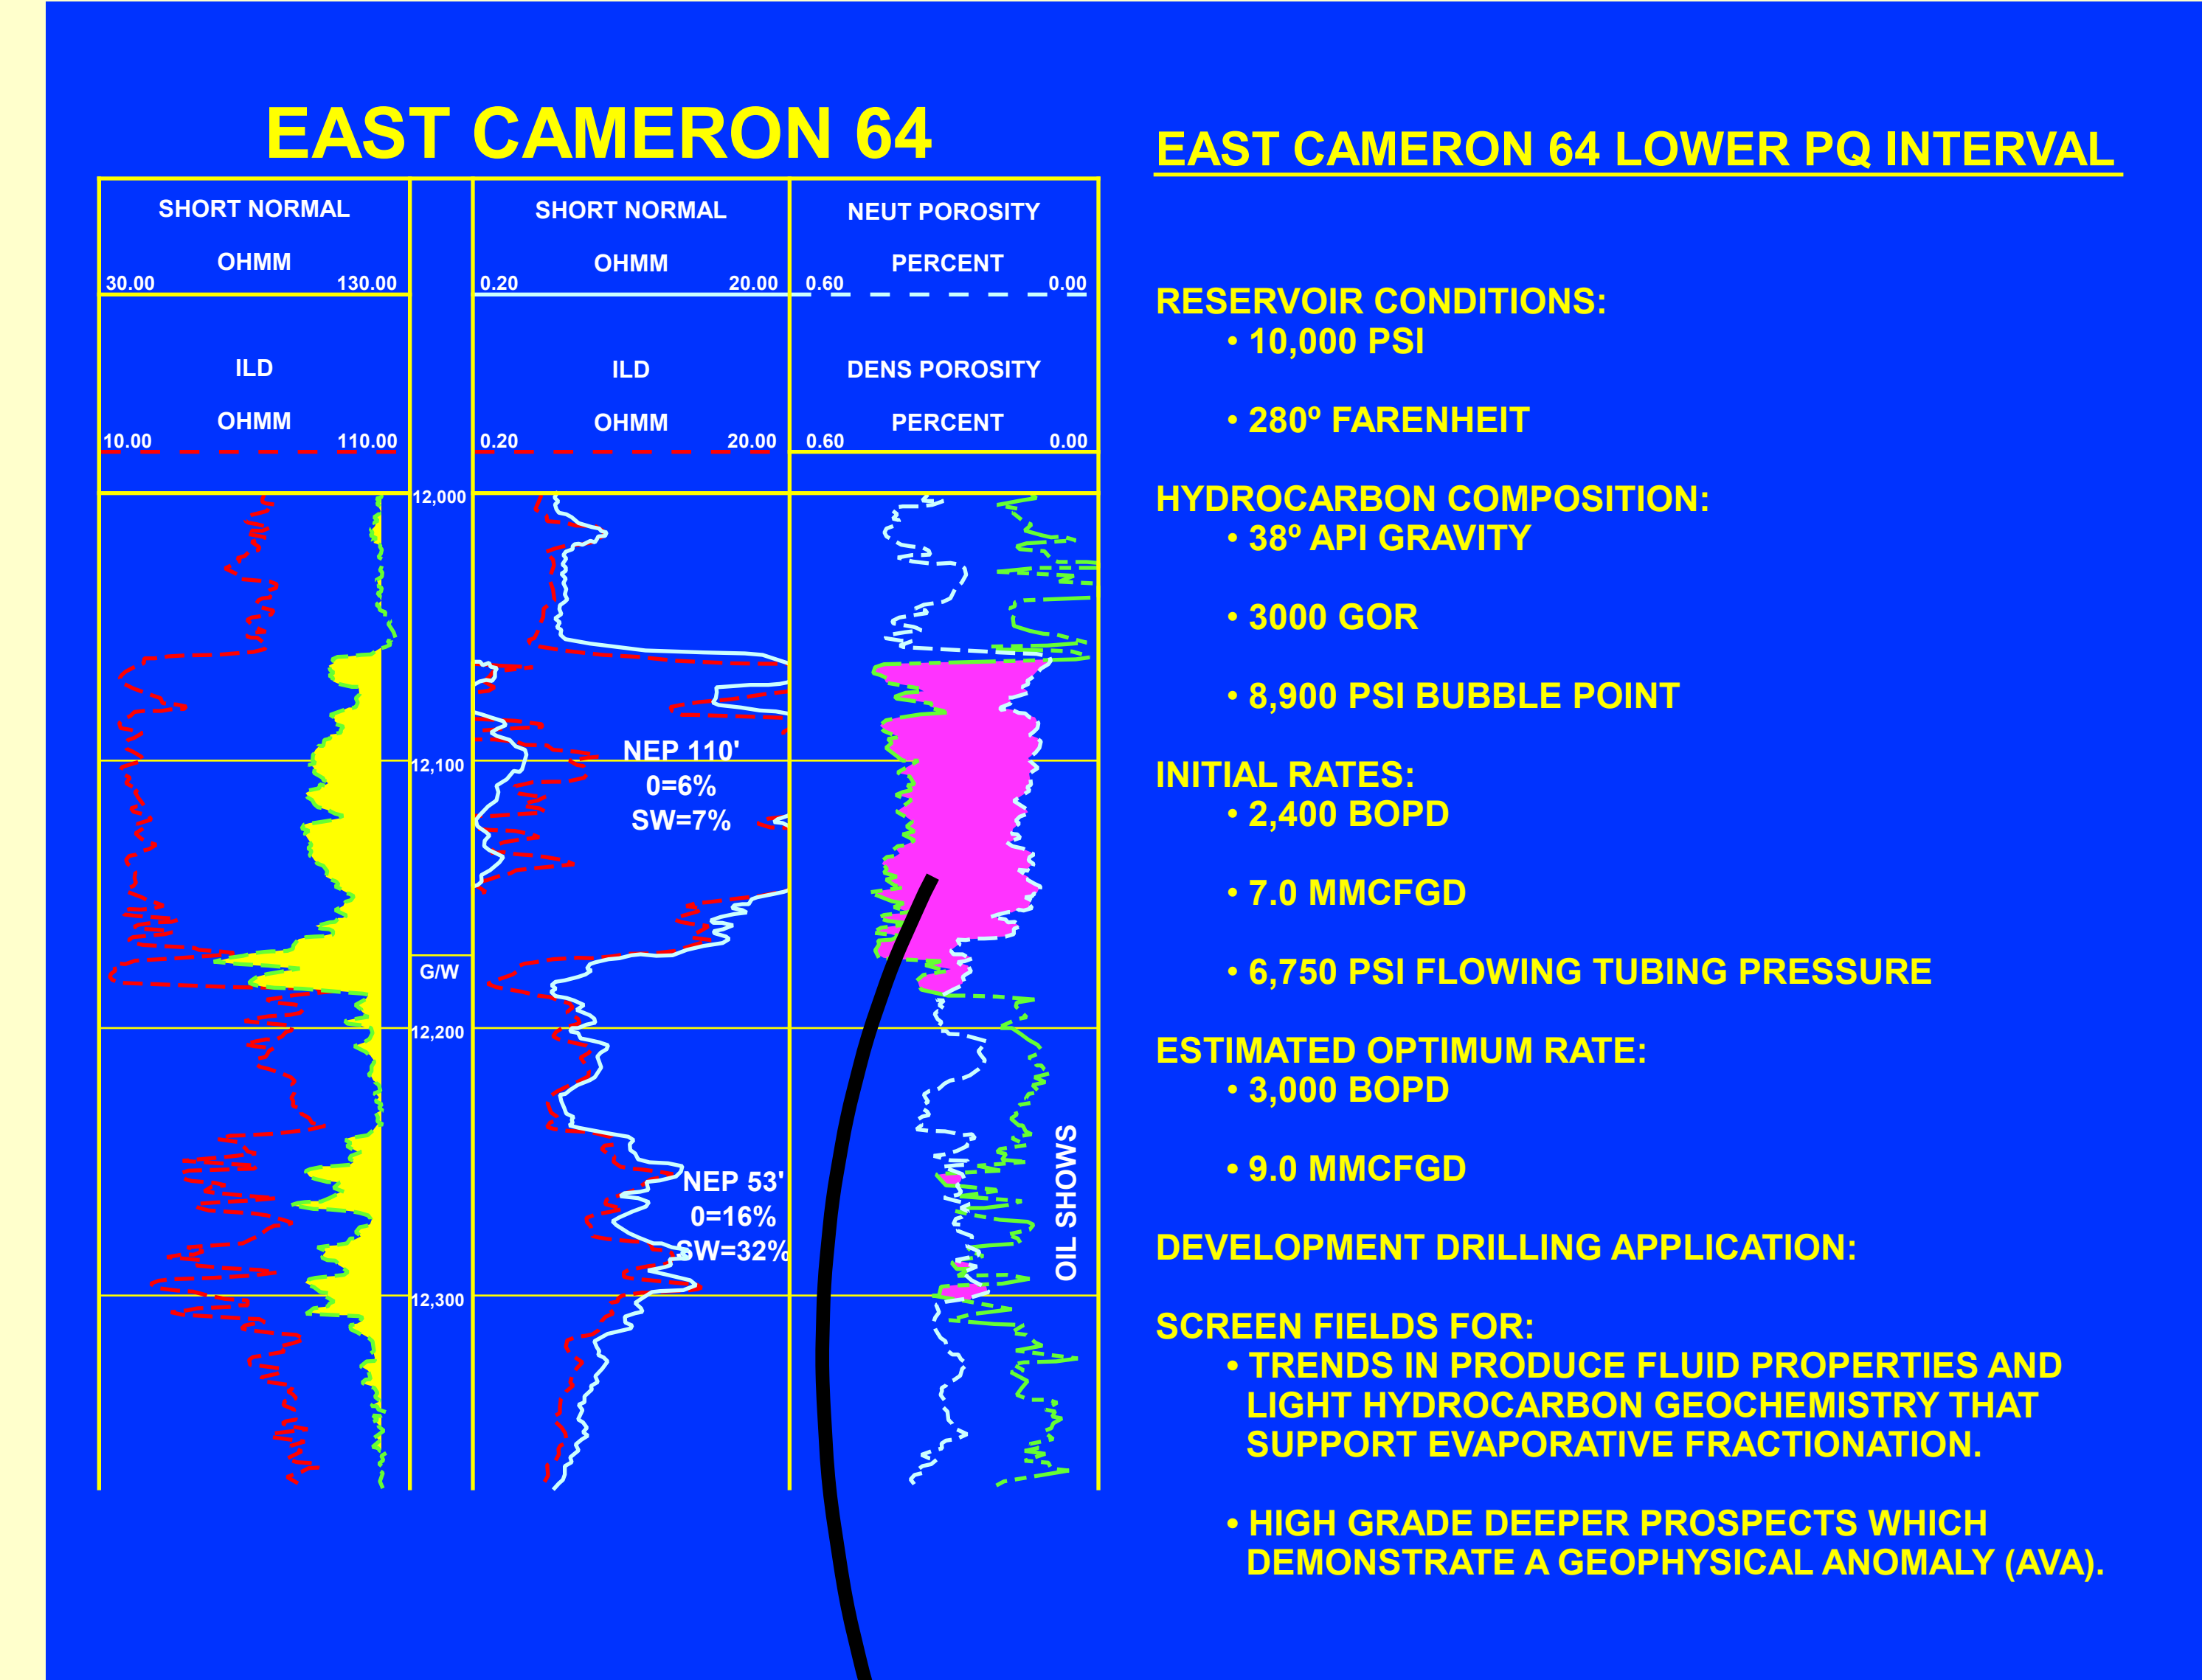 EAST CAMERON 64
SHORT NORMAL
OHMM
30.00 130.00
ILD
OHMM
10.00 110.00
SHORT NORMAL
OHMM
0.20 20.00
ILD
OHMM
0.20 20.00
NEUT POROSITY
PERCENT
0.60 0.00
DENS POROSITY
PERCENT
0.60 0.00
12,000
12,100
G/W
12,200
12,300
NEP 110'
0=6%
SW=7%
NEP 53'
0=16%
SW=32%
OIL SHOWS
EAST CAMERON 64 LOWER PQ INTERVAL
RESERVOIR CONDITIONS:
• 10,000 PSI
• 280º FARENHEIT
HYDROCARBON COMPOSITION:
• 38º API GRAVITY
• 3000 GOR
• 8,900 PSI BUBBLE POINT
INITIAL RATES:
• 2,400 BOPD
• 7.0 MMCFGD
• 6,750 PSI FLOWING TUBING PRESSURE
ESTIMATED OPTIMUM RATE:
• 3,000 BOPD
• 9.0 MMCFGD
DEVELOPMENT DRILLING APPLICATION:
SCREEN FIELDS FOR:
• TRENDS IN PRODUCE FLUID PROPERTIES AND
LIGHT HYDROCARBON GEOCHEMISTRY THAT
SUPPORT EVAPORATIVE FRACTIONATION.
• HIGH GRADE DEEPER PROSPECTS WHICH
DEMONSTRATE A GEOPHYSICAL ANOMALY (AVA).